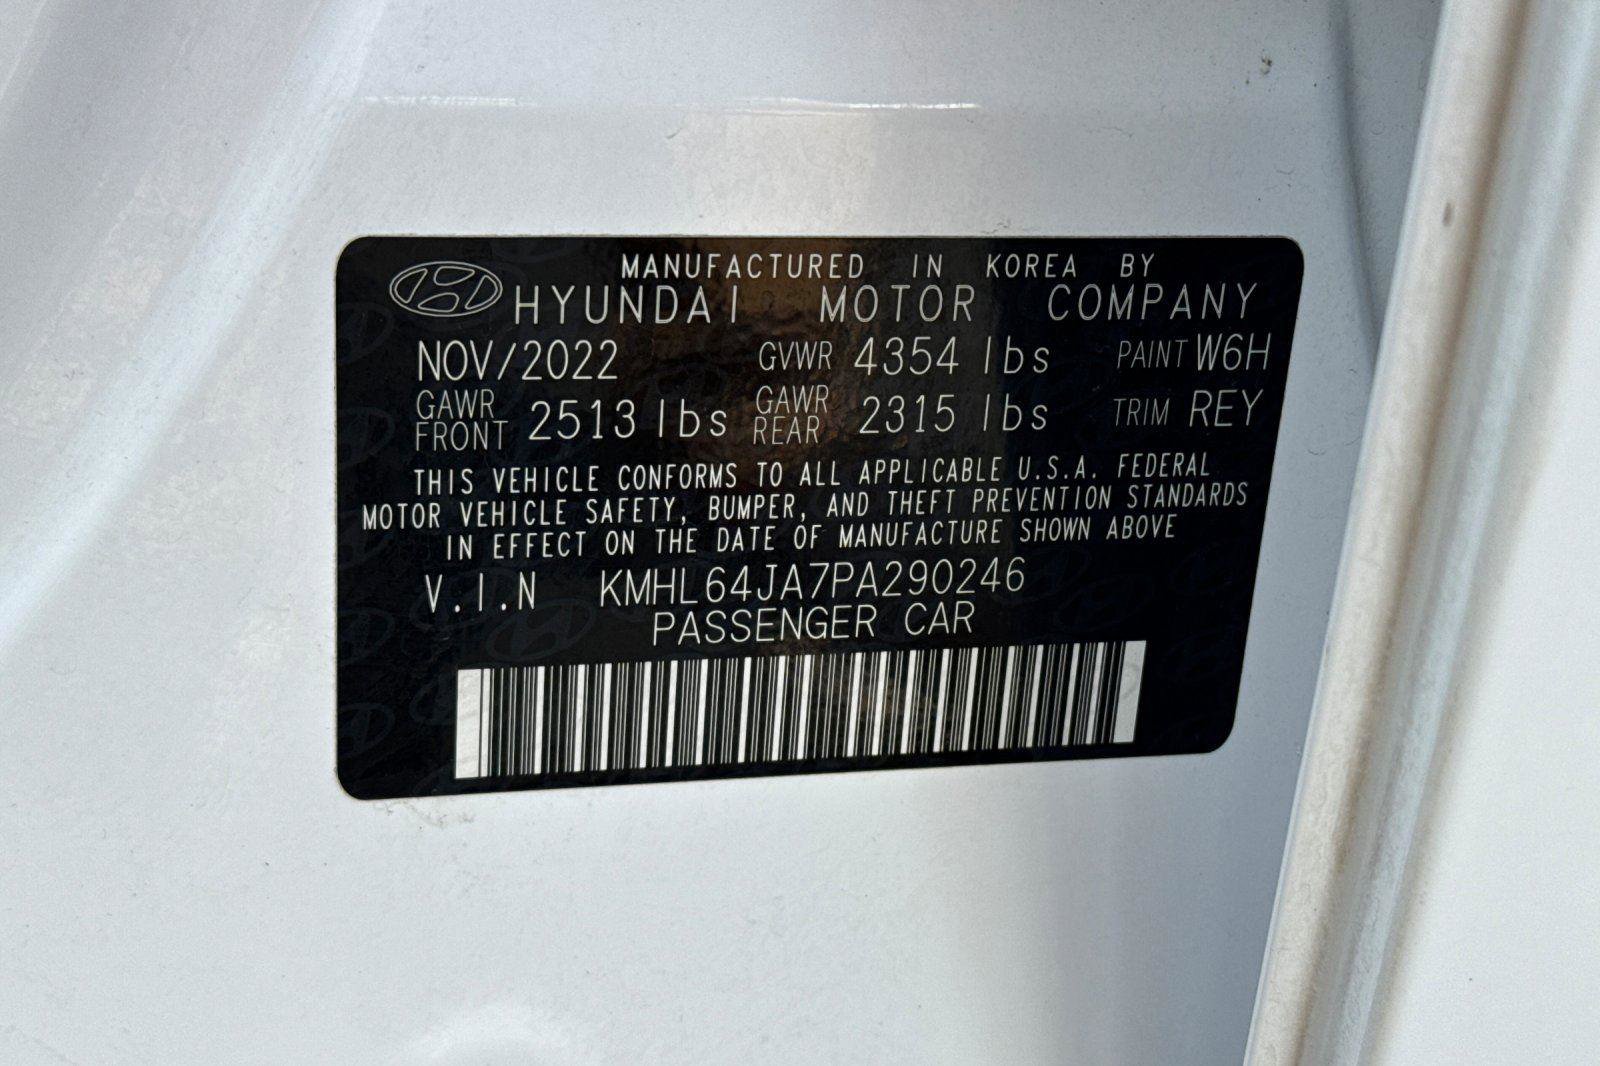 MANUFACTURED IN KOREA BY
HYUNDAI MOTOR COMPANY
NOV/2022 GVWR 4354 lbs PAINT W6H
GAWR FRONT 2513 lbs GAWR REAR 2315 lbs TRIM REY
THIS VEHICLE CONFORMS TO ALL APPLICABLE U.S.A. FEDERAL
MOTOR VEHICLE SAFETY, BUMPER, AND THEFT PREVENTION STANDARDS
IN EFFECT ON THE DATE OF MANUFACTURE SHOWN ABOVE
V.I.N KMHL64JA7PA290246
PASSENGER CAR